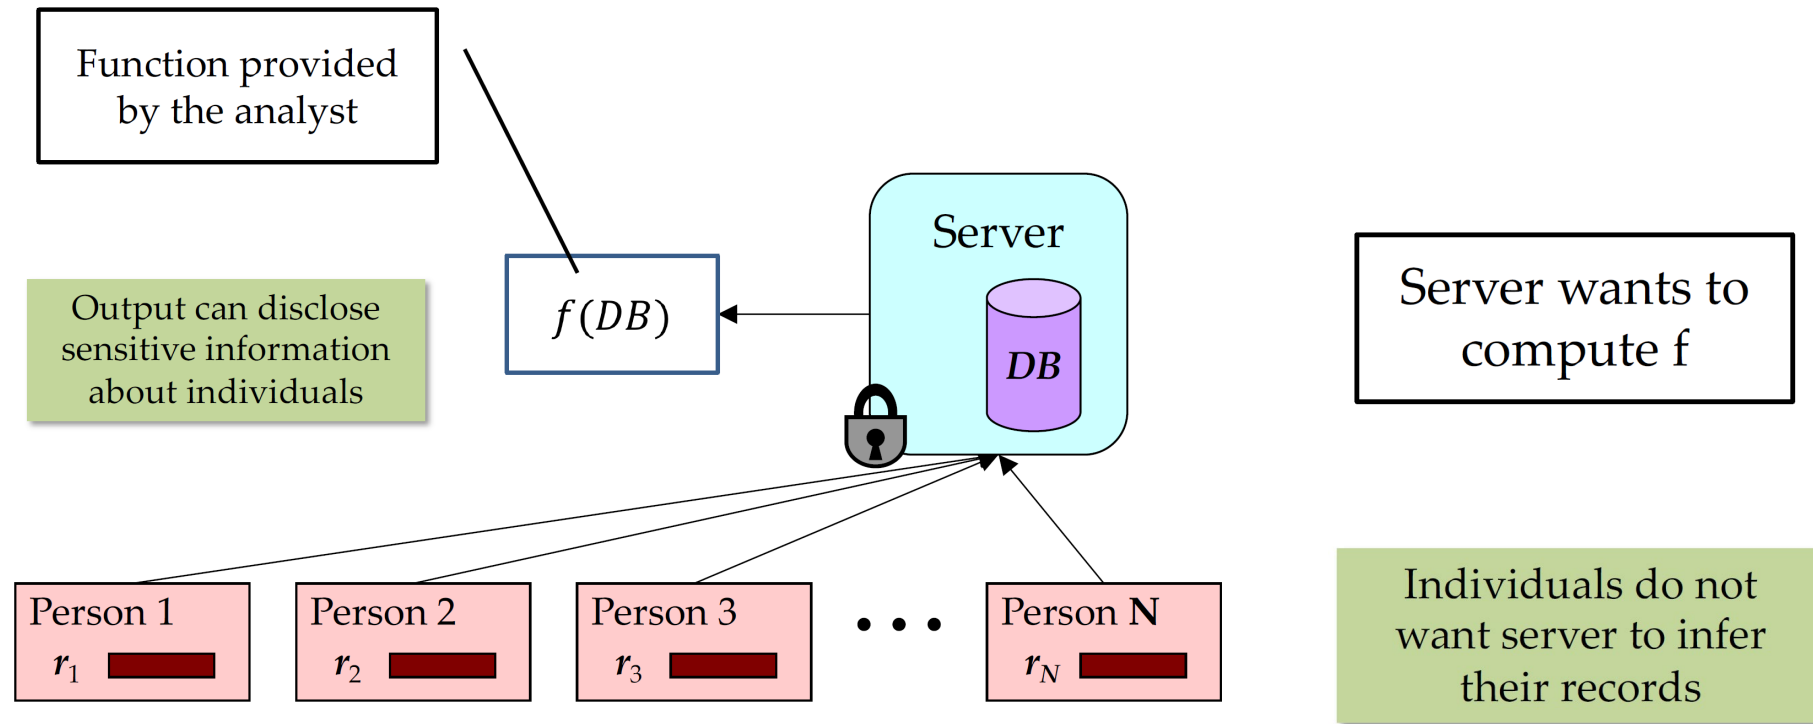 Function provided
by the analyst
Server
DB
f(DB)
Output can disclose
sensitive information
about individuals
Server wants to
compute f
Person 1
r₁
Person 2
r₂
Person 3
r₃
• • •
Person N
r_N
Individuals do not
want server to infer
their records